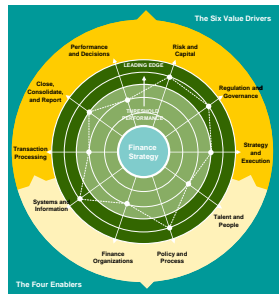 The Six Value Drivers
Performance
and Decisions
Risk and
Capital
LEADING EDGE
Close,
Consolidate,
and Report
Regulation and
Governance
THRESHOLD
PERFORMANCE
Transaction
Processing
Finance
Strategy
Strategy
and
Execution
Systems and
Information
Talent and
People
Finance
Organizations
Policy and
Process
The Four Enablers